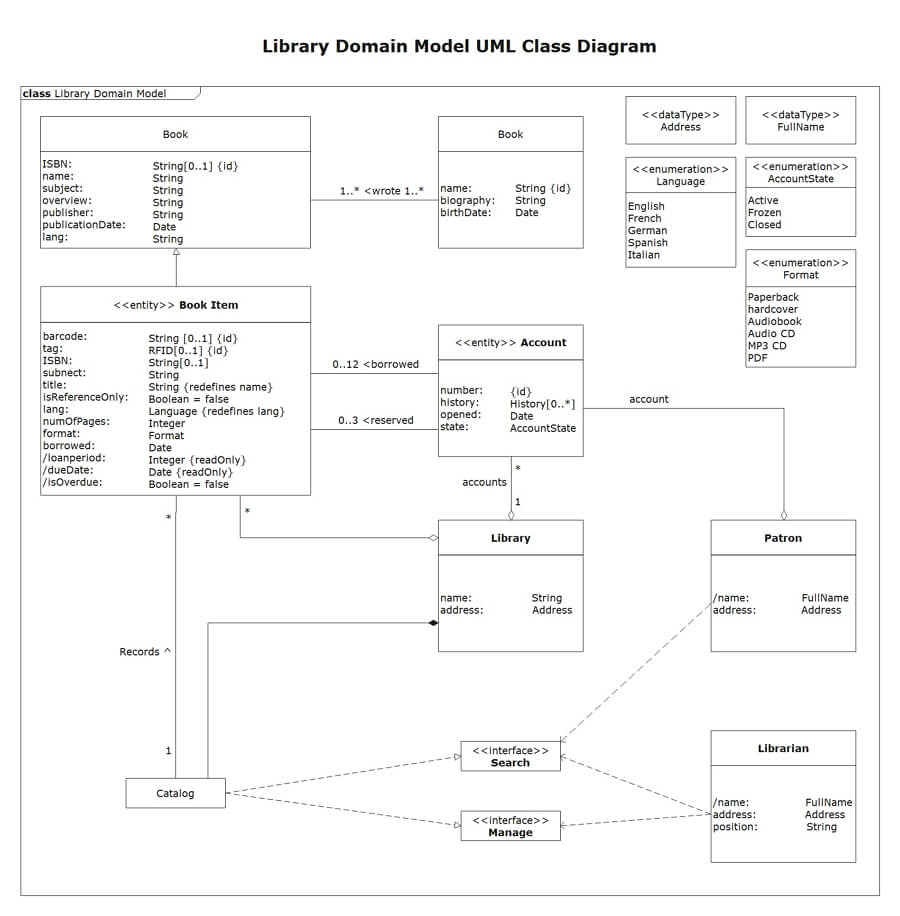 Library Domain Model UML Class Diagram
class Library Domain Model
Book
ISBN: String[0..1] {id}
name: String
subject: String
overview: String
publisher: String
publicationDate: Date
lang: String
1..* <wrote 1..*
Book
name: String {id}
biography: String
birthDate: Date
<<dataType>>
Address
<<dataType>>
FullName
<<enumeration>>
Language
English
French
German
Spanish
Italian
<<enumeration>>
AccountState
Active
Frozen
Closed
<<enumeration>>
Format
Paperback
hardcover
Audiobook
Audio CD
MP3 CD
PDF
<<entity>> Book Item
barcode: String [0..1] {id}
tag: RFID[0..1] {id}
ISBN: String[0..1]
subnect: String
title: String {redefines name}
isReferenceOnly: Boolean = false
lang: Language {redefines lang}
numOfPages: Integer
format: Format
borrowed: Date
/loanperiod: Integer {readOnly}
/dueDate: Date {readOnly}
/isOverdue: Boolean = false
0..12 <borrowed
0..3 <reserved
<<entity>> Account
number: {id}
history: History[0..*]
opened: Date
state: AccountState
account
*
accounts
1
*
*
Library
name: String
address: Address
Patron
/name: FullName
address: Address
Records ^
1
Catalog
<<interface>>
Search
<<interface>>
Manage
Librarian
/name: FullName
address: Address
position: String